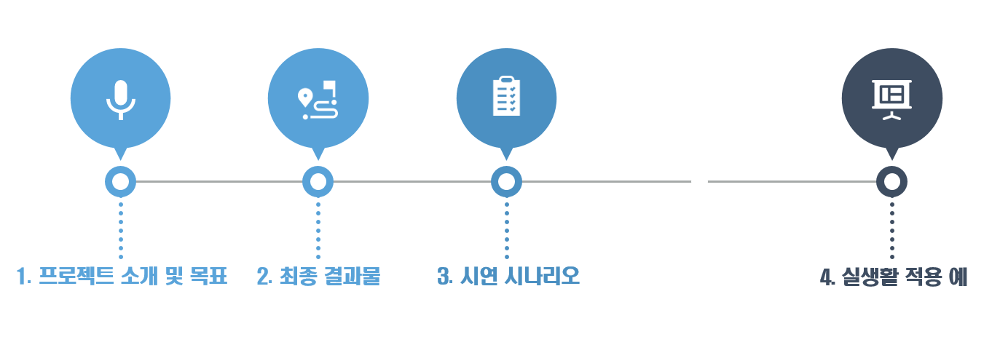 1. 프로젝트 소개 및 목표
2. 최종 결과물
3. 시연 시나리오
4. 실생활 적용 예